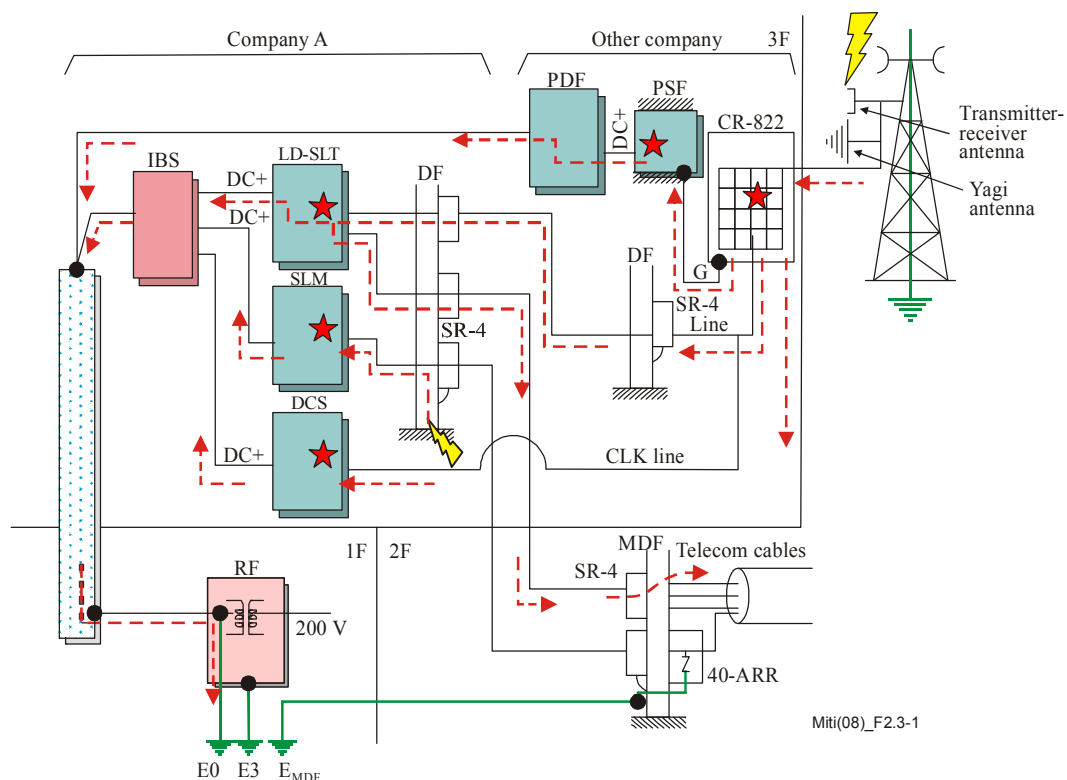 Company A
Other company
3F
PDF
PSF
CR-822
DC+
Transmitter-
receiver
antenna
Yagi
antenna
IBS
LD-SLT
DF
DC+
DC+
SLM
SR-4
DF
G
SR-4
Line
DCS
DC+
CLK line
1F
2F
RF
200 V
MDF
Telecom cables
SR-4
40-ARR
E0
E3
EMDF
Miti(08)_F2.3-1